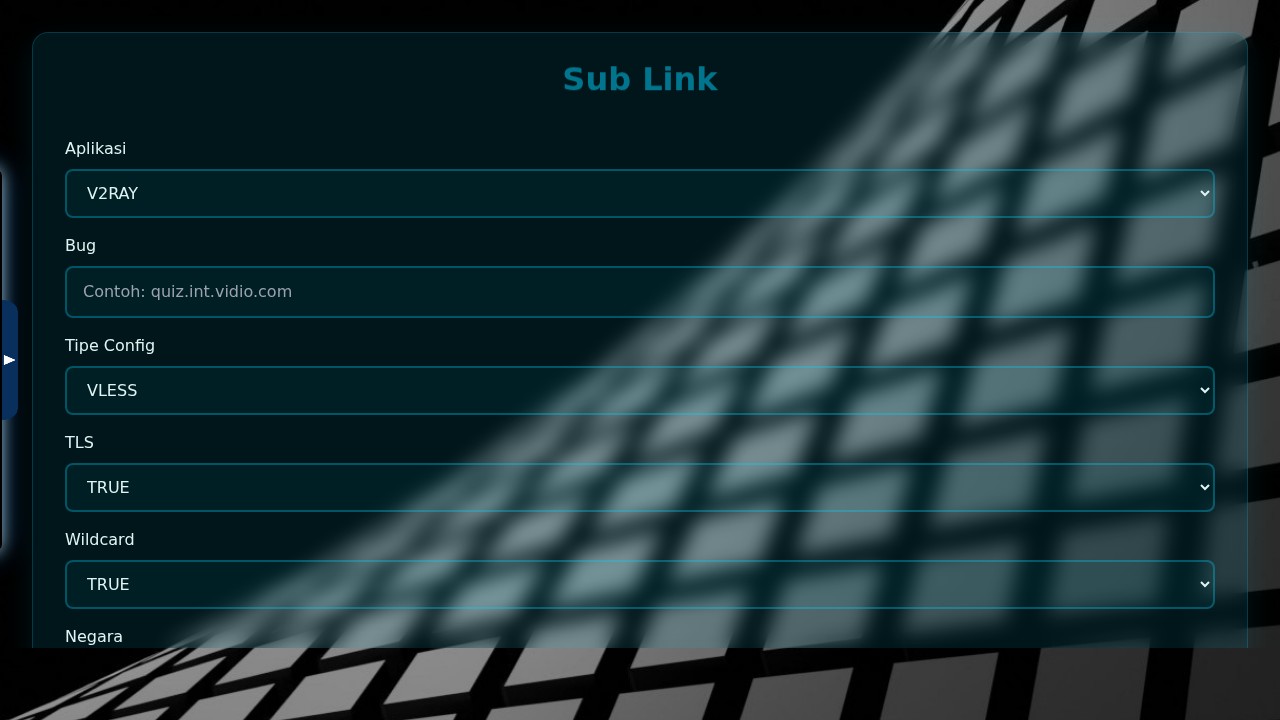 Sub Link
Aplikasi
V2RAY
Bug
Contoh: quiz.int.vidio.com
Tipe Config
VLESS
TLS
TRUE
Wildcard
TRUE
Negara